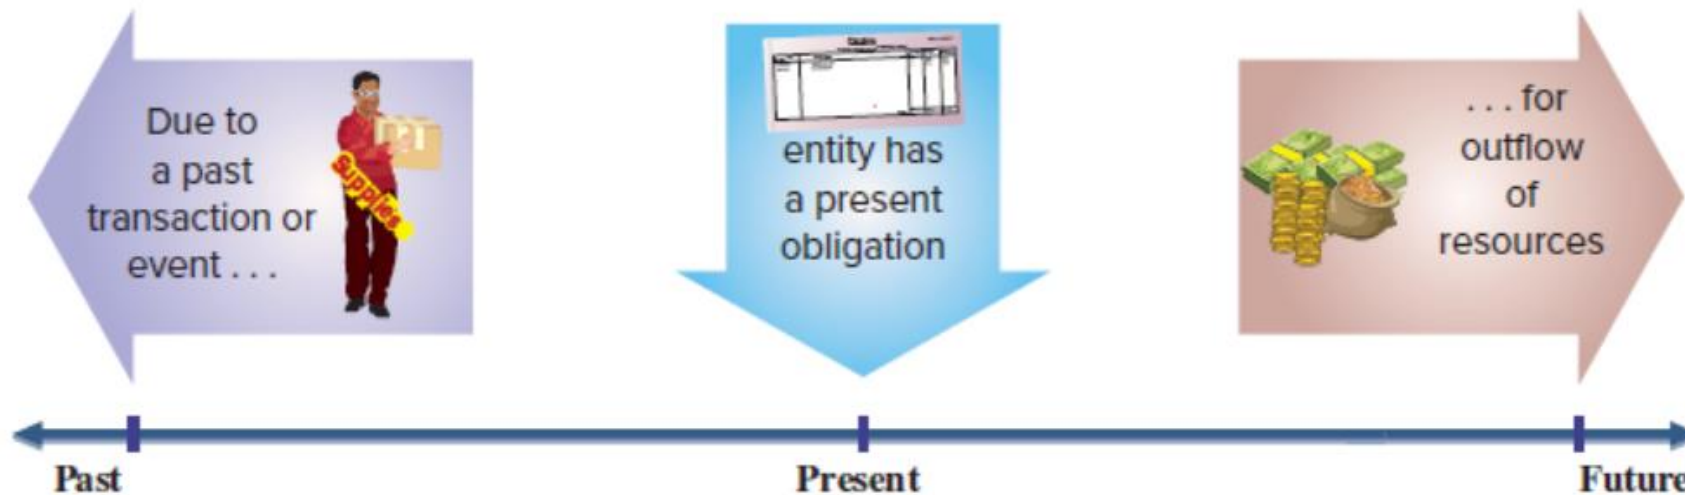 Due to
a past
transaction or
event . . .
Supplies
entity has
a present
obligation
. . . for
outflow
of
resources
Past
Present
Future